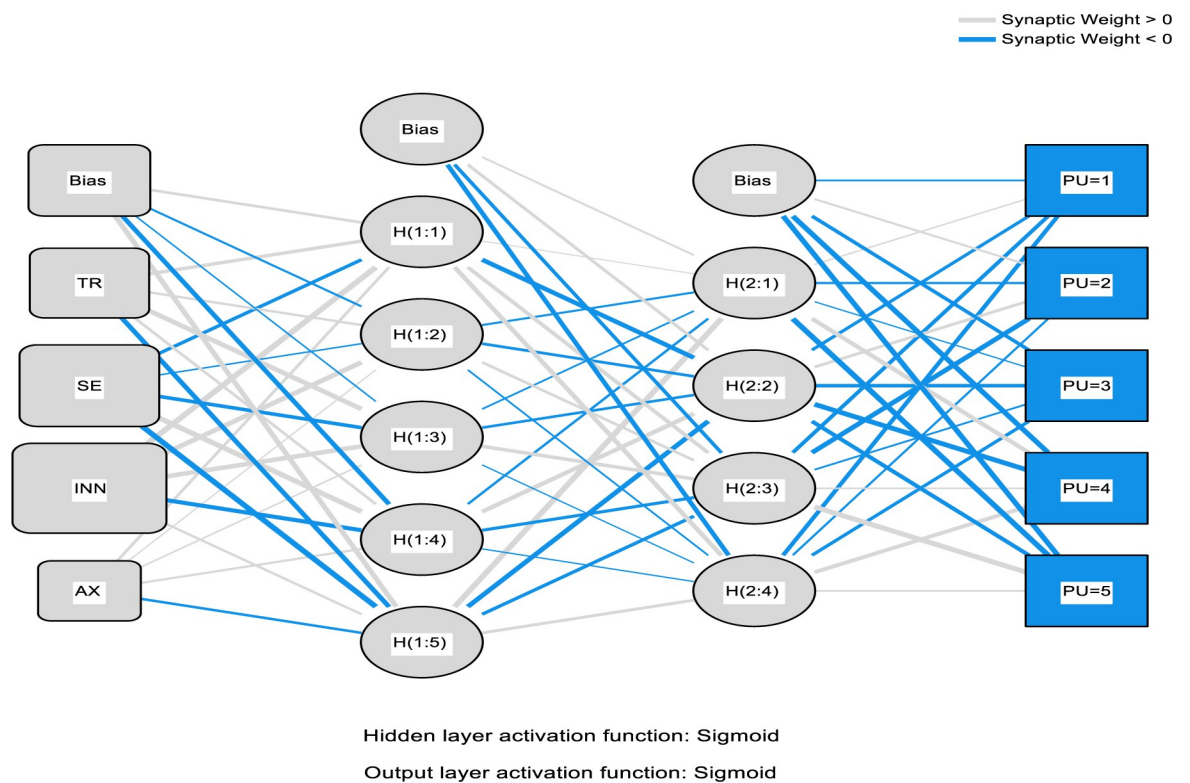 Synaptic Weight > 0
Synaptic Weight < 0
Bias
TR
SE
INN
AX
Bias
H(1:1)
H(1:2)
H(1:3)
H(1:4)
H(1:5)
Bias
H(2:1)
H(2:2)
H(2:3)
H(2:4)
PU=1
PU=2
PU=3
PU=4
PU=5
Hidden layer activation function: Sigmoid
Output layer activation function: Sigmoid